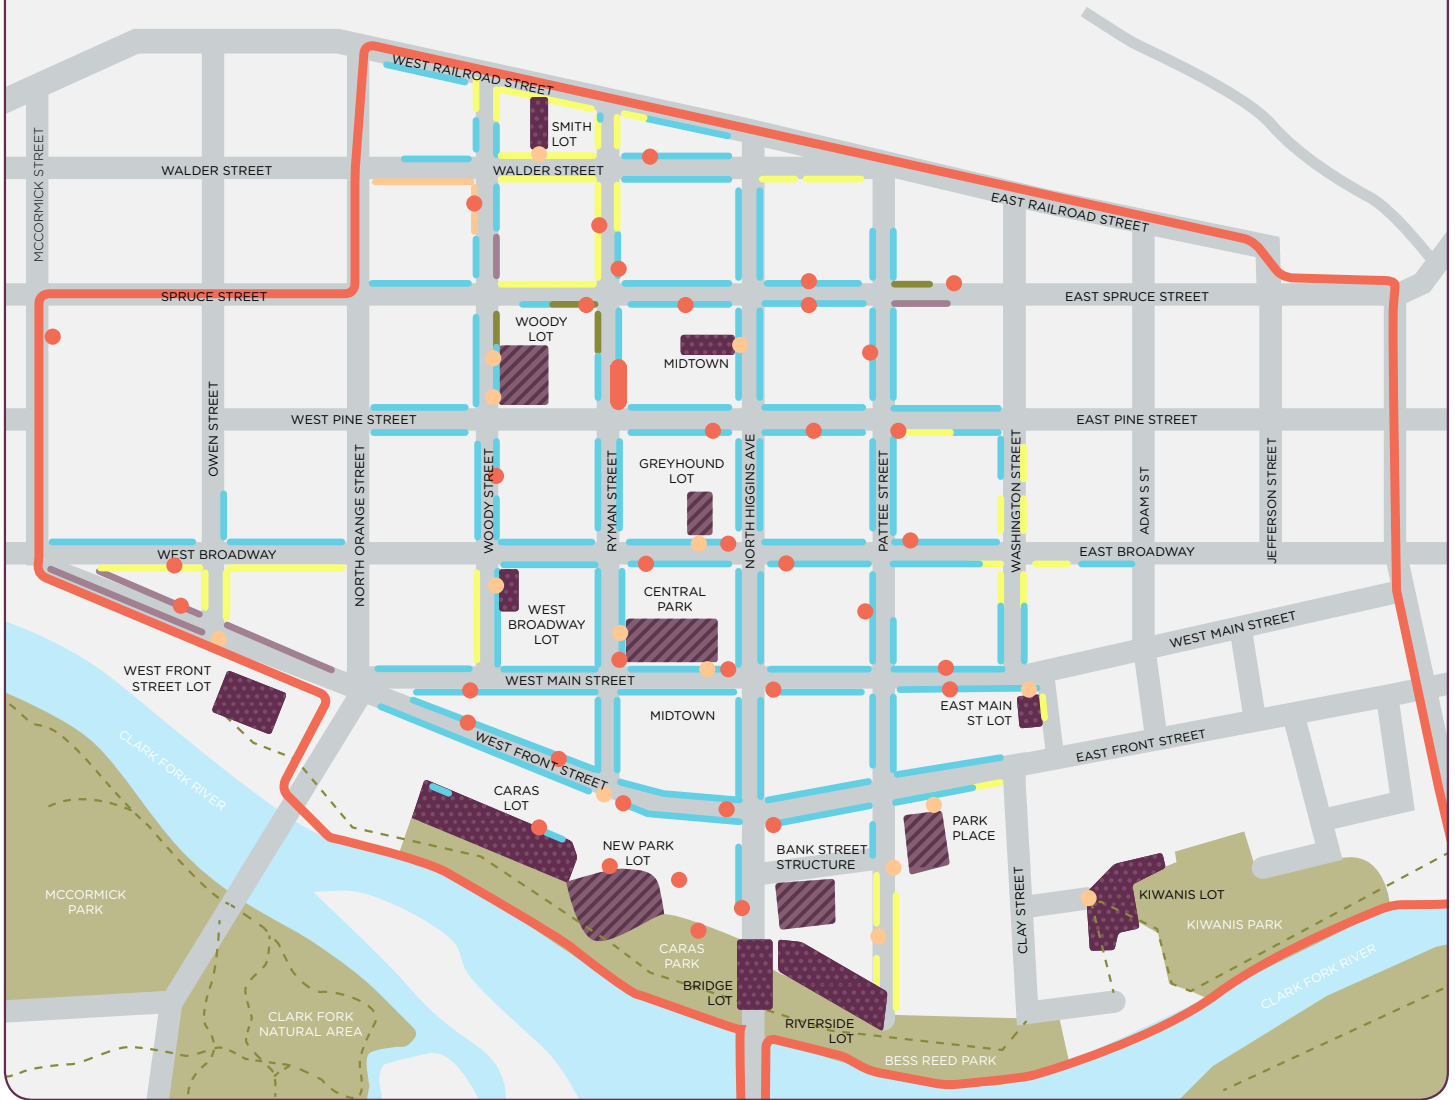 WEST RAILROAD STREET
SMITH
LOT
MCCORMICK STREET
WALDER STREET
WALDER STREET
EAST RAILROAD STREET
SPRUCE STREET
EAST SPRUCE STREET
WOODY
LOT
MIDTOWN
OWEN STREET
WEST PINE STREET
EAST PINE STREET
NORTH ORANGE STREET
WOODY STREET
RYMAN STREET
GREYHOUND
LOT
NORTH HIGGINS AVE
PATTEE STREET
WASHINGTON STREET
ADAM S ST
JEFFERSON STREET
WEST BROADWAY
EAST BROADWAY
WEST
BROADWAY
LOT
CENTRAL
PARK
WEST MAIN STREET
WEST FRONT
STREET LOT
WEST MAIN STREET
MIDTOWN
EAST MAIN
ST LOT
CLARK FORK RIVER
WEST FRONT STREET
EAST FRONT STREET
CARAS
LOT
NEW PARK
LOT
BANK STREET
STRUCTURE
PARK
PLACE
MCCORMICK
PARK
CLAY STREET
KIWANIS LOT
KIWANIS PARK
CARAS
PARK
BRIDGE
LOT
CLARK FORK RIVER
CLARK FORK
NATURAL AREA
RIVERSIDE
LOT
BESS REED PARK